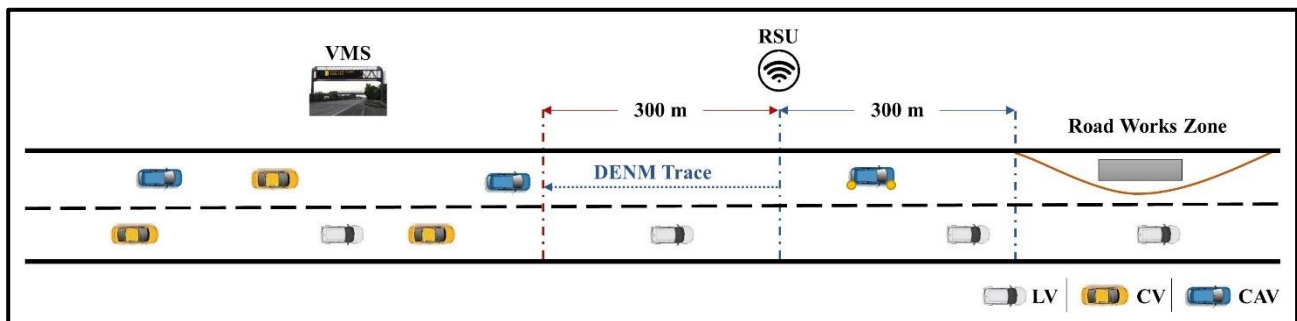 VMS
RSU
300 m
300 m
Road Works Zone
DENM Trace
LV
CV
CAV